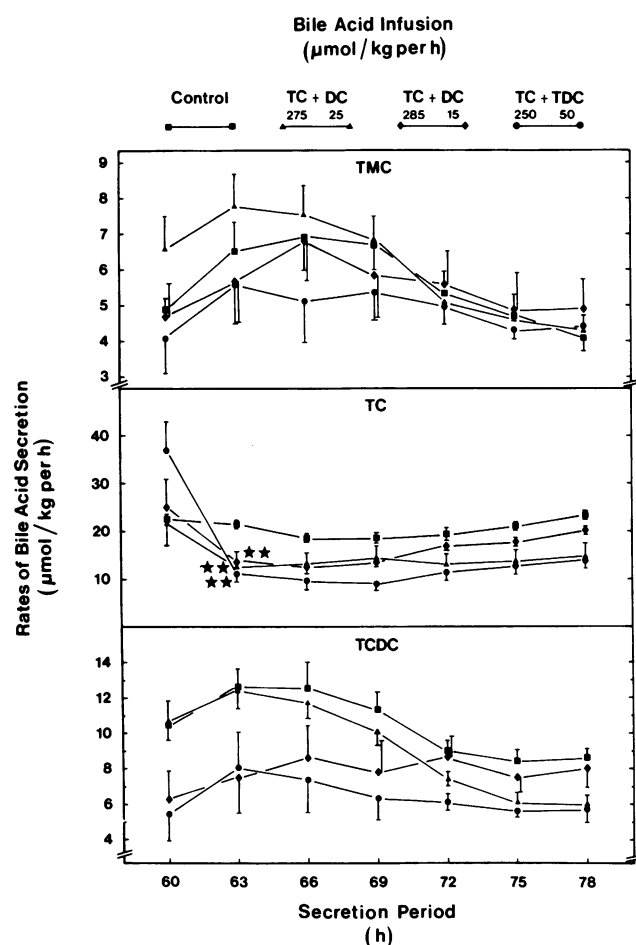 Bile Acid Infusion
(µmol / kg per h)
Control
TC + DC
275 25
TC + DC
285 15
TC + TDC
250 50
TMC
9
8
7
6
5
4
3
TC
40
30
20
10
★★
★★
★★
TCDC
14
12
10
8
6
4
Rates of Bile Acid Secretion
(µmol / kg per h)
60 63 66 69 72 75 78
Secretion Period
(h)